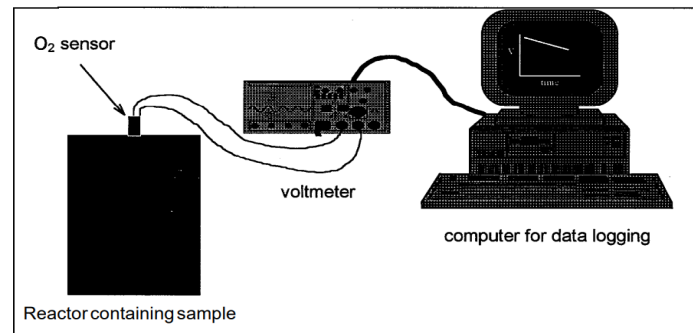 O₂ sensor
V
time
voltmeter
computer for data logging
Reactor containing sample